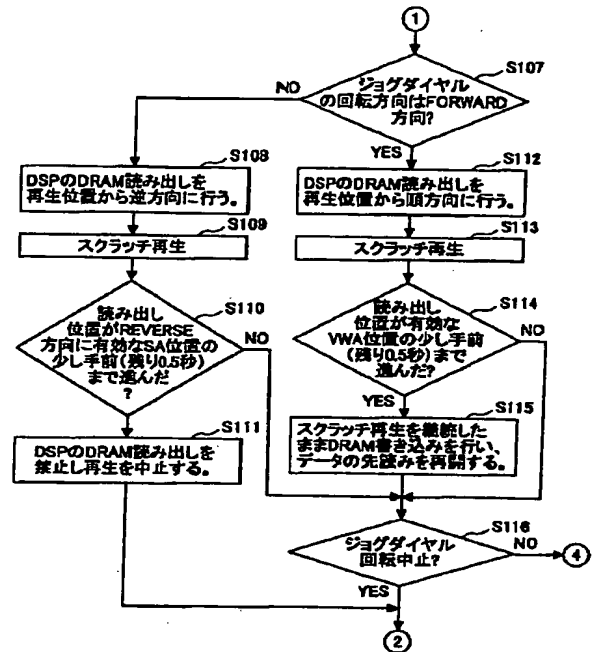 1
S107
ジョグダイヤル
の回転方向はFORWARD
方向?
NO
YES
S108
DSPのDRAM読み出しを
再生位置から逆方向に行う。
S109
スクラッチ再生
S110
読み出し
位置がREVERSE
方向に有効なSA位置の
少し手前(残り0.5秒)
まで進んだ
?
NO
S111
DSPのDRAM読み出しを
禁止し再生を中止する。
S112
DSPのDRAM読み出しを
再生位置から順方向に行う。
S113
スクラッチ再生
S114
読み出し
位置が有効な
VWA位置の少し手前
(残り0.5秒)まで
進んだ?
NO
YES
S115
スクラッチ再生を継続した
ままDRAM書き込みを行い、
データの先読みを再開する。
S116
ジョグダイヤル
回転中止?
NO
4
YES
2